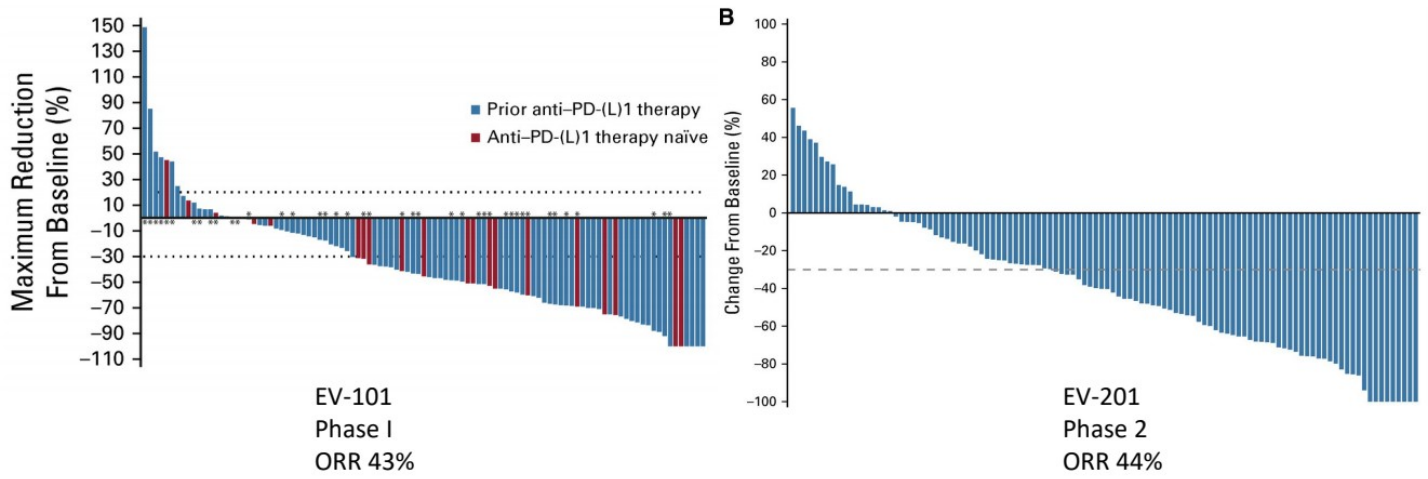 Maximum Reduction
From Baseline (%)
150
130
110
90
70
50
30
10
−10
−30
−50
−70
−90
−110
Prior anti–PD-(L)1 therapy
Anti–PD-(L)1 therapy naïve
EV-101
Phase I
ORR 43%
B
Change From Baseline (%)
100
80
60
40
20
0
−20
−40
−60
−80
−100
EV-201
Phase 2
ORR 44%